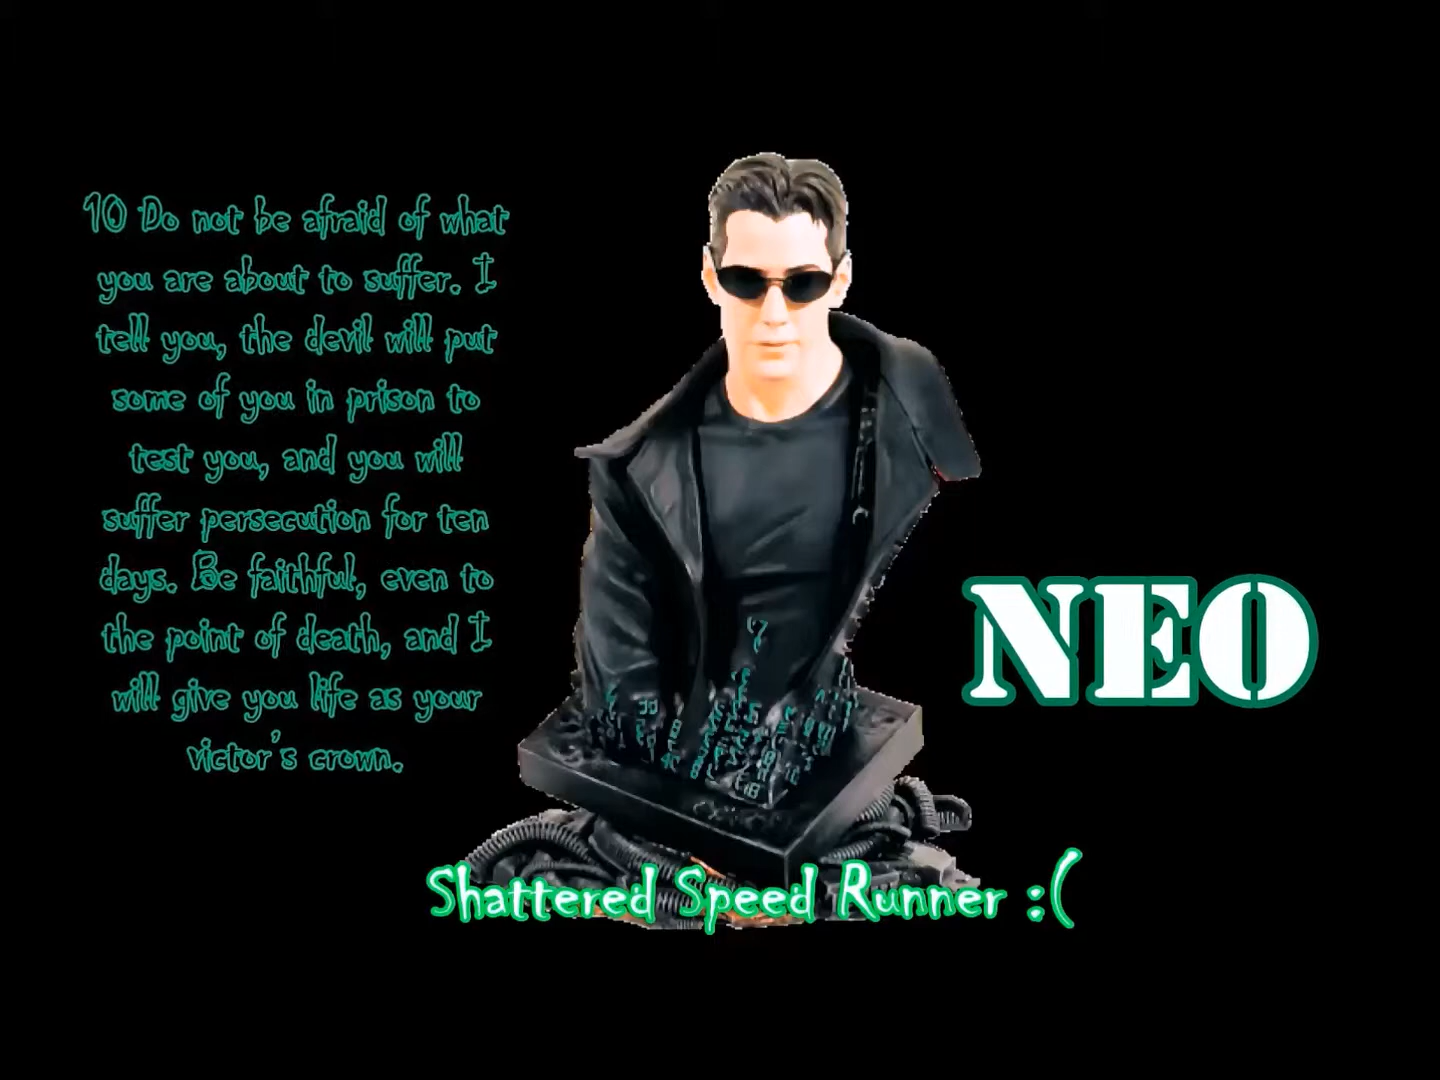 10 Do not be afraid of what
you are about to suffer. I
tell you, the devil will put
some of you in prison to
test you, and you will
suffer persecution for ten
days. Be faithful, even to
the point of death, and I
will give you life as your
victor's crown.
NEO
Shattered Speed Runner :(